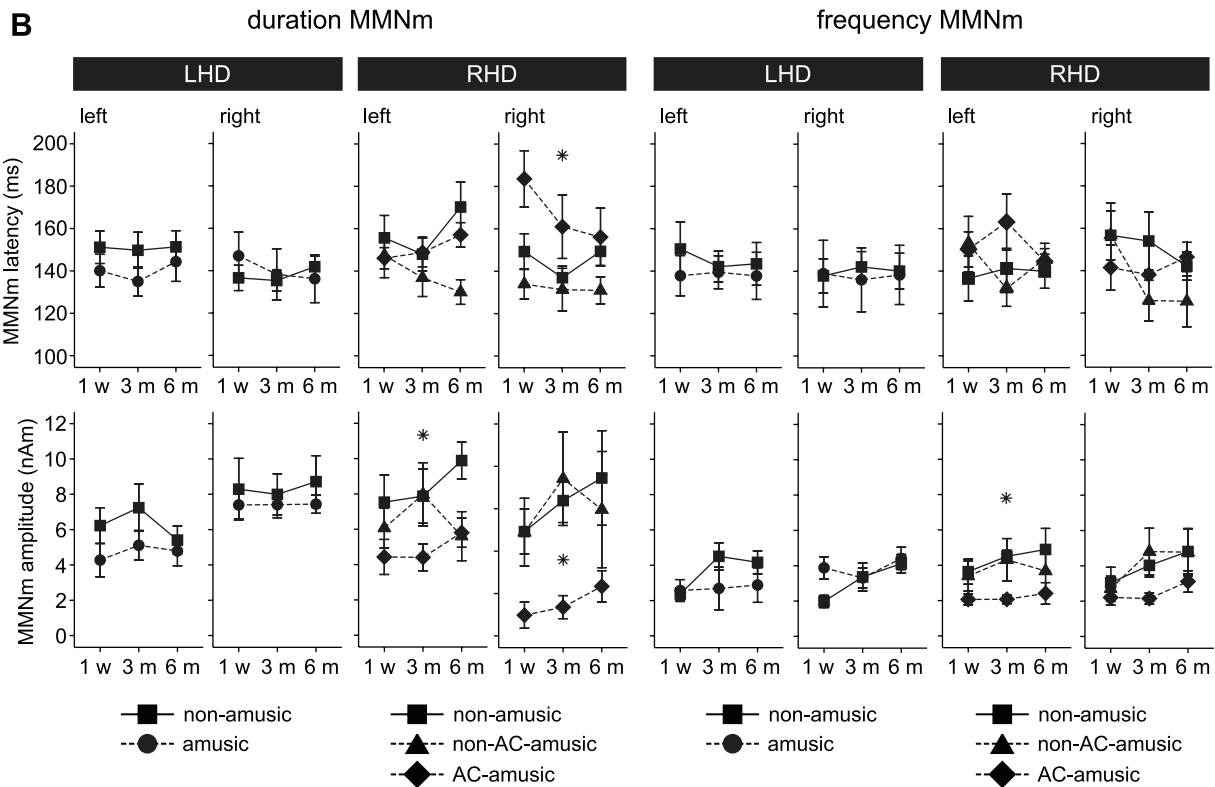 B
duration MMNm frequency MMNm
LHD RHD LHD RHD
left right left right left right left right
MMNm latency (ms)
200
180
160
140
120
100
*
1 w 3 m 6 m 1 w 3 m 6 m 1 w 3 m 6 m 1 w 3 m 6 m 1 w 3 m 6 m 1 w 3 m 6 m 1 w 3 m 6 m 1 w 3 m 6 m
MMNm amplitude (nAm)
12
10
8
6
4
2
0
* * *
1 w 3 m 6 m 1 w 3 m 6 m 1 w 3 m 6 m 1 w 3 m 6 m 1 w 3 m 6 m 1 w 3 m 6 m 1 w 3 m 6 m 1 w 3 m 6 m
non-amusic non-amusic non-amusic non-amusic
amusic non-AC-amusic amusic non-AC-amusic
AC-amusic AC-amusic